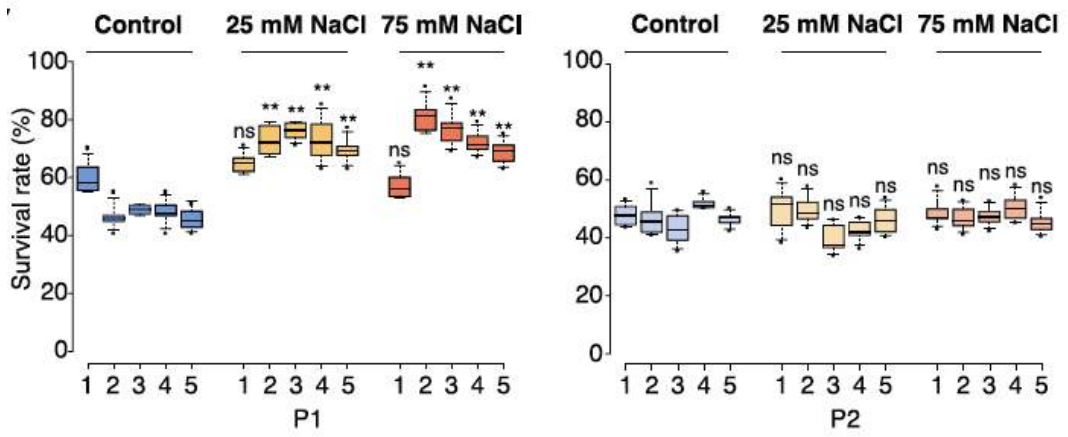 Control 25 mM NaCl 75 mM NaCl Control 25 mM NaCl 75 mM NaCl
Survival rate (%)
100
80
60
40
20
0
ns ** ** ** **
ns ** ** ** **
1 2 3 4 5 1 2 3 4 5 1 2 3 4 5
P1
100
80
60
40
20
0
ns ns ns ns ns
ns ns ns ns ns
1 2 3 4 5 1 2 3 4 5 1 2 3 4 5
P2